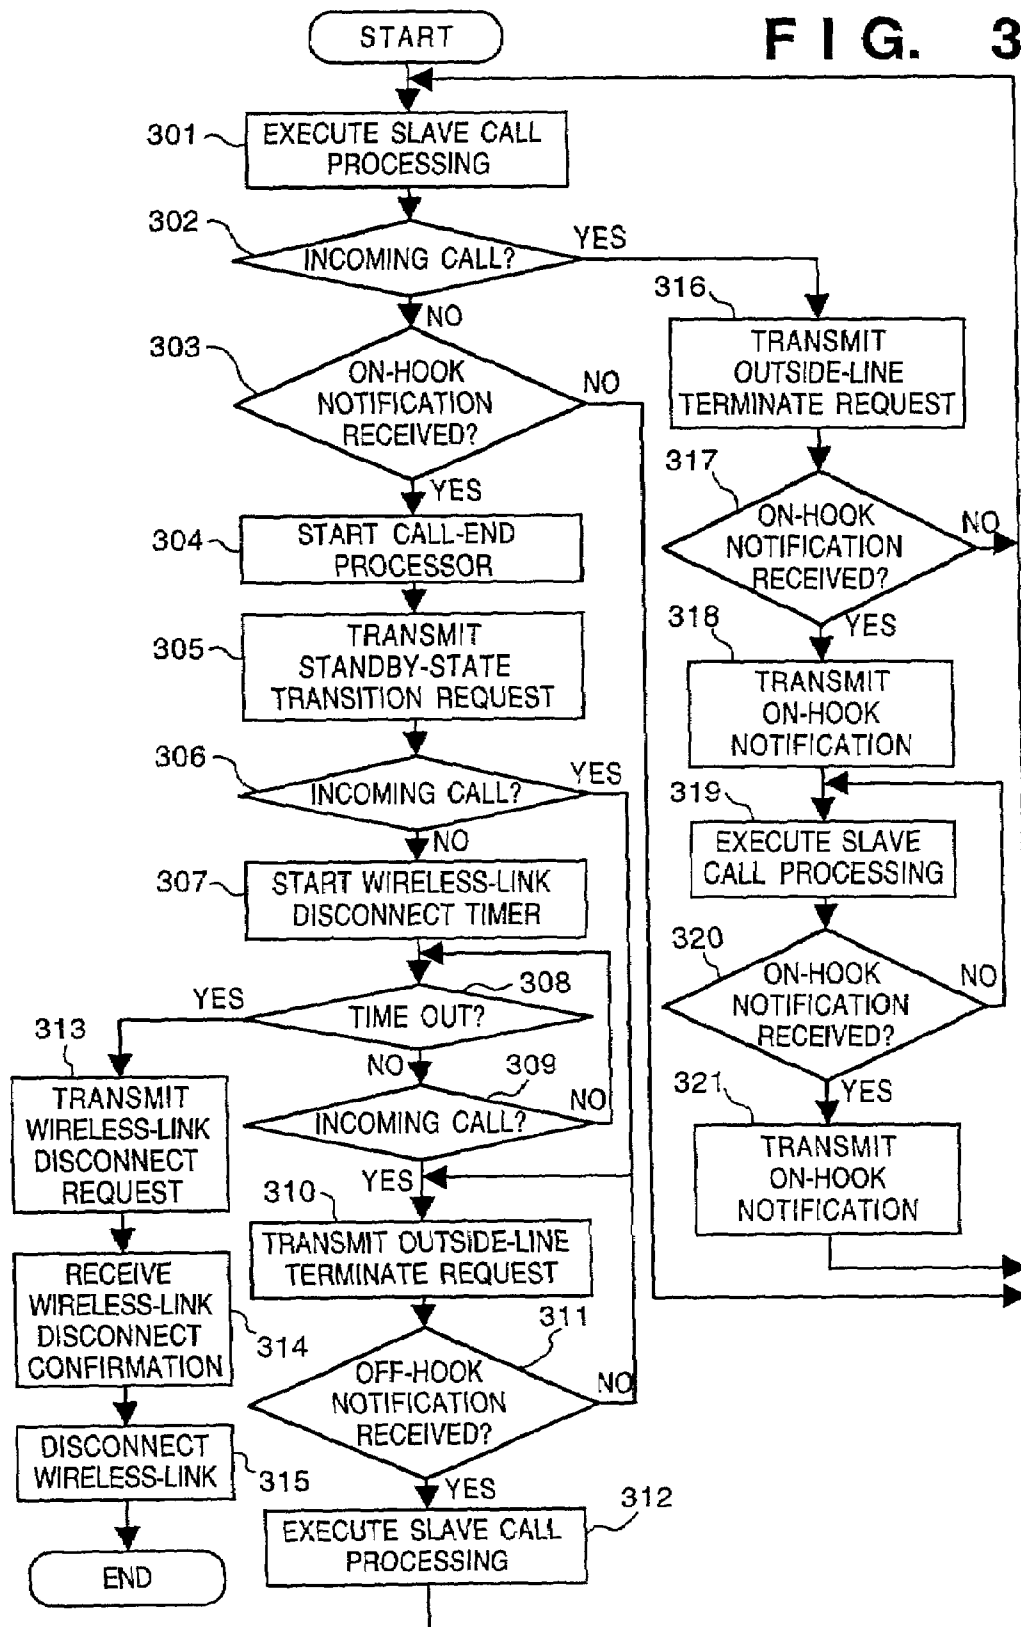 FIG. 3
START
301
EXECUTE SLAVE CALL
PROCESSING
302
INCOMING CALL?
YES
NO
303
ON-HOOK
NOTIFICATION
RECEIVED?
NO
YES
304
START CALL-END
PROCESSOR
305
TRANSMIT
STANDBY-STATE
TRANSITION REQUEST
306
INCOMING CALL?
YES
NO
307
START WIRELESS-LINK
DISCONNECT TIMER
308
TIME OUT?
YES
NO
309
INCOMING CALL?
NO
YES
310
TRANSMIT OUTSIDE-LINE
TERMINATE REQUEST
311
OFF-HOOK
NOTIFICATION
RECEIVED?
NO
YES
312
EXECUTE SLAVE CALL
PROCESSING
313
TRANSMIT
WIRELESS-LINK
DISCONNECT
REQUEST
RECEIVE
WIRELESS-LINK
DISCONNECT
CONFIRMATION
314
DISCONNECT
WIRELESS-LINK
315
END
316
TRANSMIT
OUTSIDE-LINE
TERMINATE REQUEST
317
ON-HOOK
NOTIFICATION
RECEIVED?
NO
YES
318
TRANSMIT
ON-HOOK
NOTIFICATION
319
EXECUTE SLAVE
CALL PROCESSING
320
ON-HOOK
NOTIFICATION
RECEIVED?
NO
YES
321
TRANSMIT
ON-HOOK
NOTIFICATION